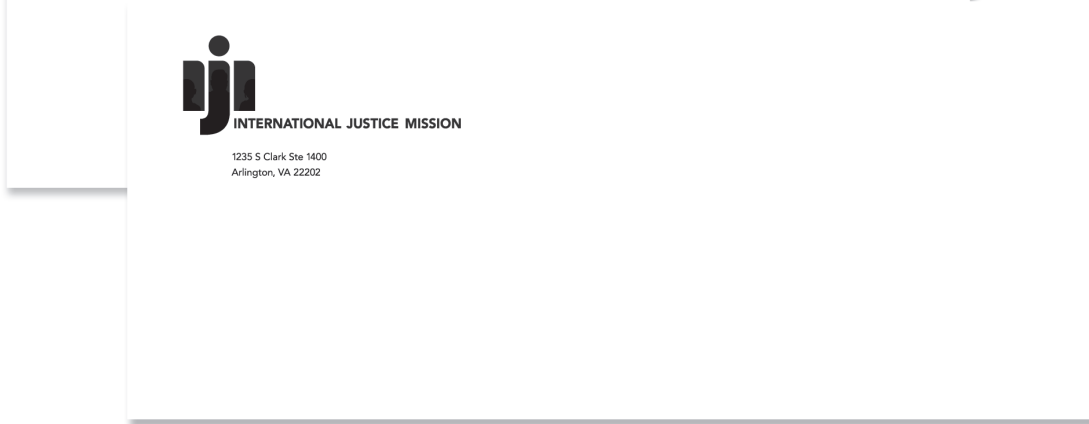 INTERNATIONAL JUSTICE MISSION
1235 S Clark Ste 1400
Arlington, VA 22202